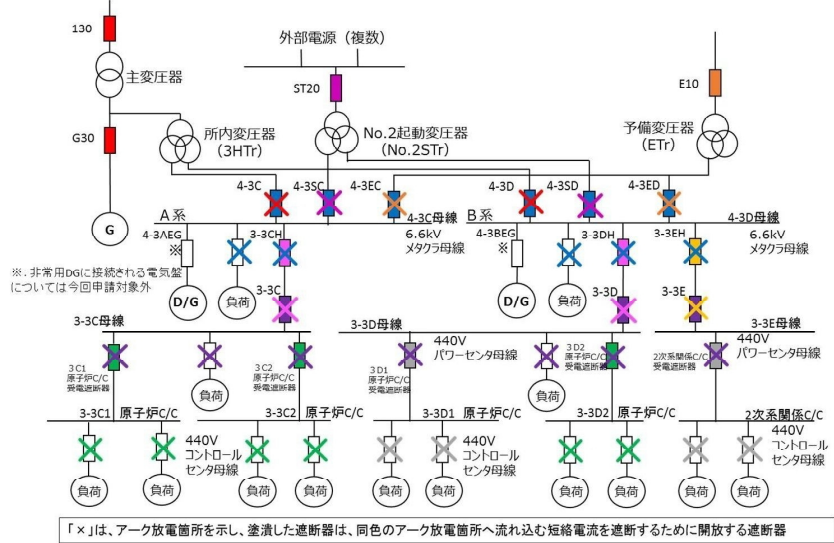 130
主変圧器
G30
G
外部電源（複数）
ST20
E10
所内変圧器
(3HTr)
No.2起動変圧器
(No.2STr)
予備変圧器
(ETr)
4-3C
4-3SC
4-3EC
4-3D
4-3SD
4-3ED
A系
4-3C母線
B系
4-3D母線
4-3AEG
※
3-3CH
6.6kV
メタクラ母線
4-3BEG
※
3-3DH
3-3EH
6.6kV
メタクラ母線
※．非常用DGに接続される電気盤
については今回申請対象外
D/G
負荷
3-3C
D/G
負荷
3-3D
3-3E
3-3C母線
3-3D母線
3-3E母線
3C1
原子炉C/C
受電遮断器
負荷
3C2
原子炉C/C
受電遮断器
3D1
原子炉C/C
受電遮断器
440V
パワーセンタ母線
負荷
3D2
原子炉C/C
受電遮断器
2次系関係C/C
受電遮断器
440V
パワーセンタ母線
3-3C1
原子炉C/C
3-3C2
原子炉C/C
3-3D1
原子炉C/C
3-3D2
原子炉C/C
2次系関係C/C
440V
コントロール
センタ母線
440V
コントロール
センタ母線
440V
コントロール
センタ母線
負荷
負荷
負荷
負荷
負荷
負荷
負荷
負荷
負荷
負荷
「×」は、アーク放電箇所を示し、塗潰した遮断器は、同色のアーク放電箇所へ流れ込む短絡電流を遮断するために開放する遮断器